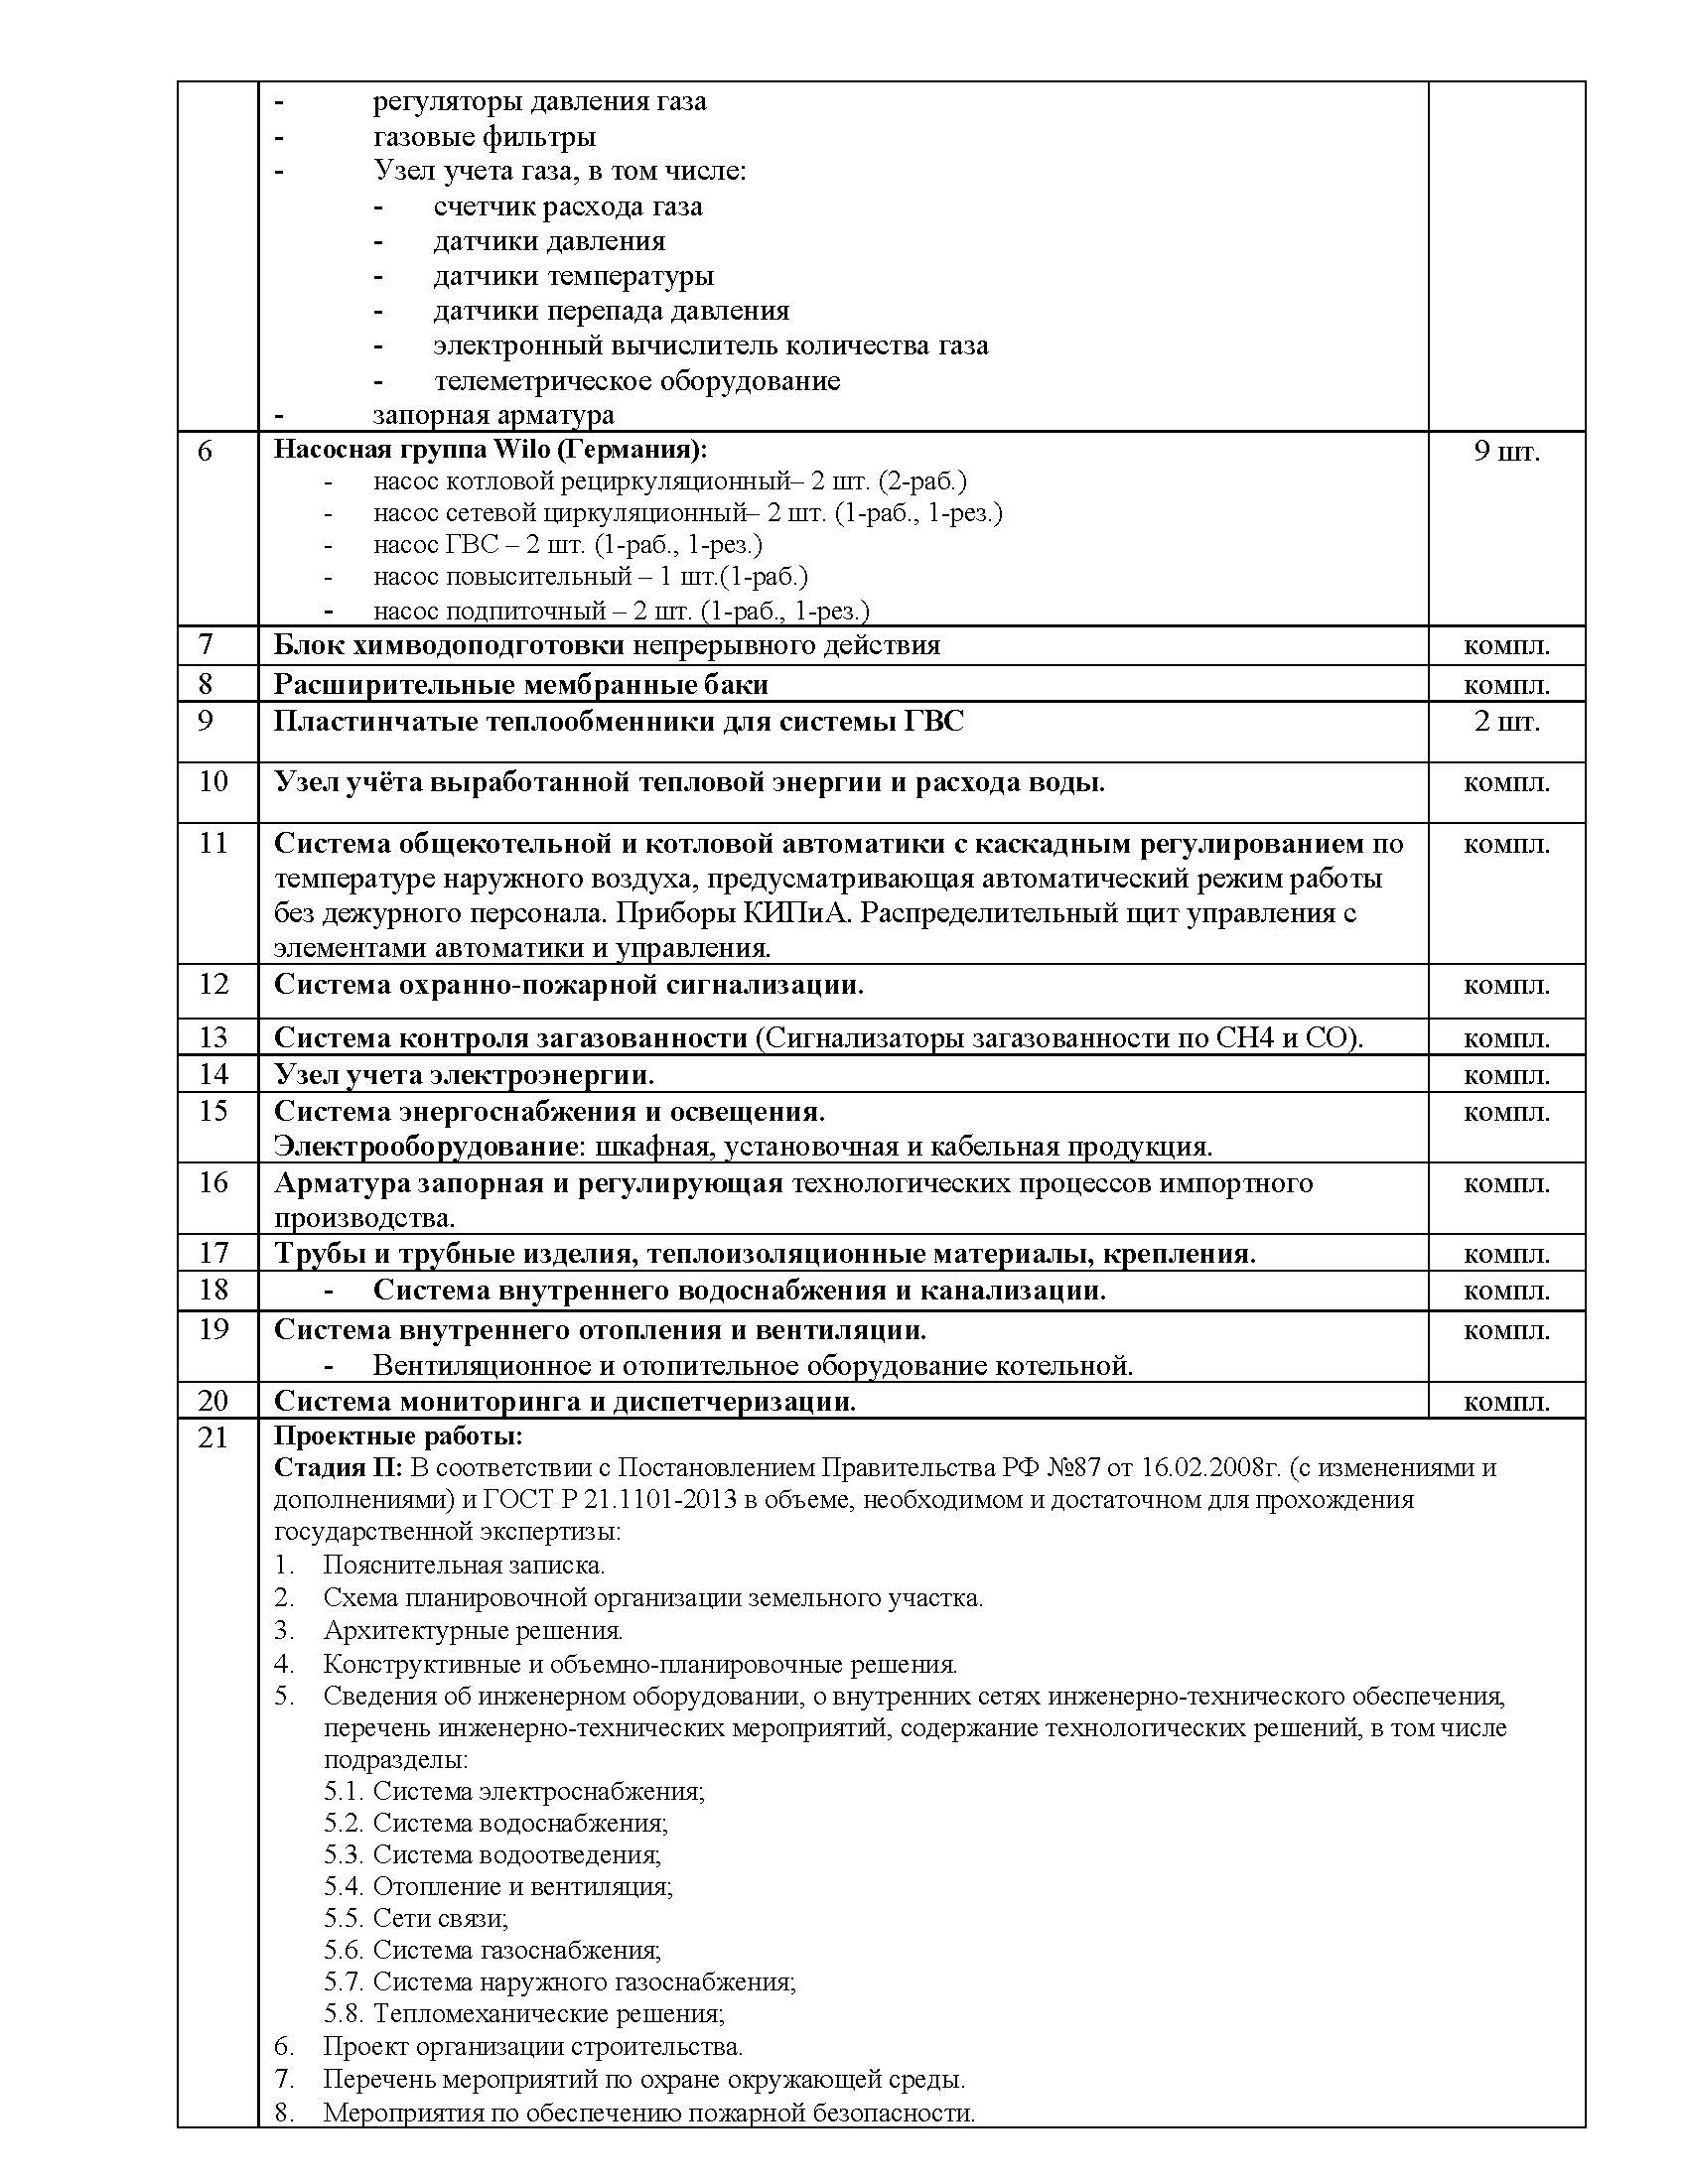 - регуляторы давления газа
- газовые фильтры
- Узел учета газа, в том числе:
- счетчик расхода газа
- датчики давления
- датчики температуры
- датчики перепада давления
- электронный вычислитель количества газа
- телеметрическое оборудование
- запорная арматура
6 Насосная группа Wilo (Германия): 9 шт.
- насос котловой рециркуляционный– 2 шт. (2-раб.)
- насос сетевой циркуляционный– 2 шт. (1-раб., 1-рез.)
- насос ГВС – 2 шт. (1-раб., 1-рез.)
- насос повысительный – 1 шт.(1-раб.)
- насос подпиточный – 2 шт. (1-раб., 1-рез.)
7 Блок химводоподготовки непрерывного действия компл.
8 Расширительные мембранные баки компл.
9 Пластинчатые теплообменники для системы ГВС 2 шт.
10 Узел учёта выработанной тепловой энергии и расхода воды. компл.
11 Система общекотельной и котловой автоматики с каскадным регулированием по компл.
температуре наружного воздуха, предусматривающая автоматический режим работы
без дежурного персонала. Приборы КИПиА. Распределительный щит управления с
элементами автоматики и управления.
12 Система охранно-пожарной сигнализации. компл.
13 Система контроля загазованности (Сигнализаторы загазованности по СН4 и СО). компл.
14 Узел учета электроэнергии. компл.
15 Система энергоснабжения и освещения. компл.
Электрооборудование: шкафная, установочная и кабельная продукция.
16 Арматура запорная и регулирующая технологических процессов импортного компл.
производства.
17 Трубы и трубные изделия, теплоизоляционные материалы, крепления. компл.
18 - Система внутреннего водоснабжения и канализации. компл.
19 Система внутреннего отопления и вентиляции. компл.
- Вентиляционное и отопительное оборудование котельной.
20 Система мониторинга и диспетчеризации. компл.
21 Проектные работы:
Стадия П: В соответствии с Постановлением Правительства РФ №87 от 16.02.2008г. (с изменениями и
дополнениями) и ГОСТ Р 21.1101-2013 в объеме, необходимом и достаточном для прохождения
государственной экспертизы:
1. Пояснительная записка.
2. Схема планировочной организации земельного участка.
3. Архитектурные решения.
4. Конструктивные и объемно-планировочные решения.
5. Сведения об инженерном оборудовании, о внутренних сетях инженерно-технического обеспечения,
перечень инженерно-технических мероприятий, содержание технологических решений, в том числе
подразделы:
5.1. Система электроснабжения;
5.2. Система водоснабжения;
5.3. Система водоотведения;
5.4. Отопление и вентиляция;
5.5. Сети связи;
5.6. Система газоснабжения;
5.7. Система наружного газоснабжения;
5.8. Тепломеханические решения;
6. Проект организации строительства.
7. Перечень мероприятий по охране окружающей среды.
8. Мероприятия по обеспечению пожарной безопасности.